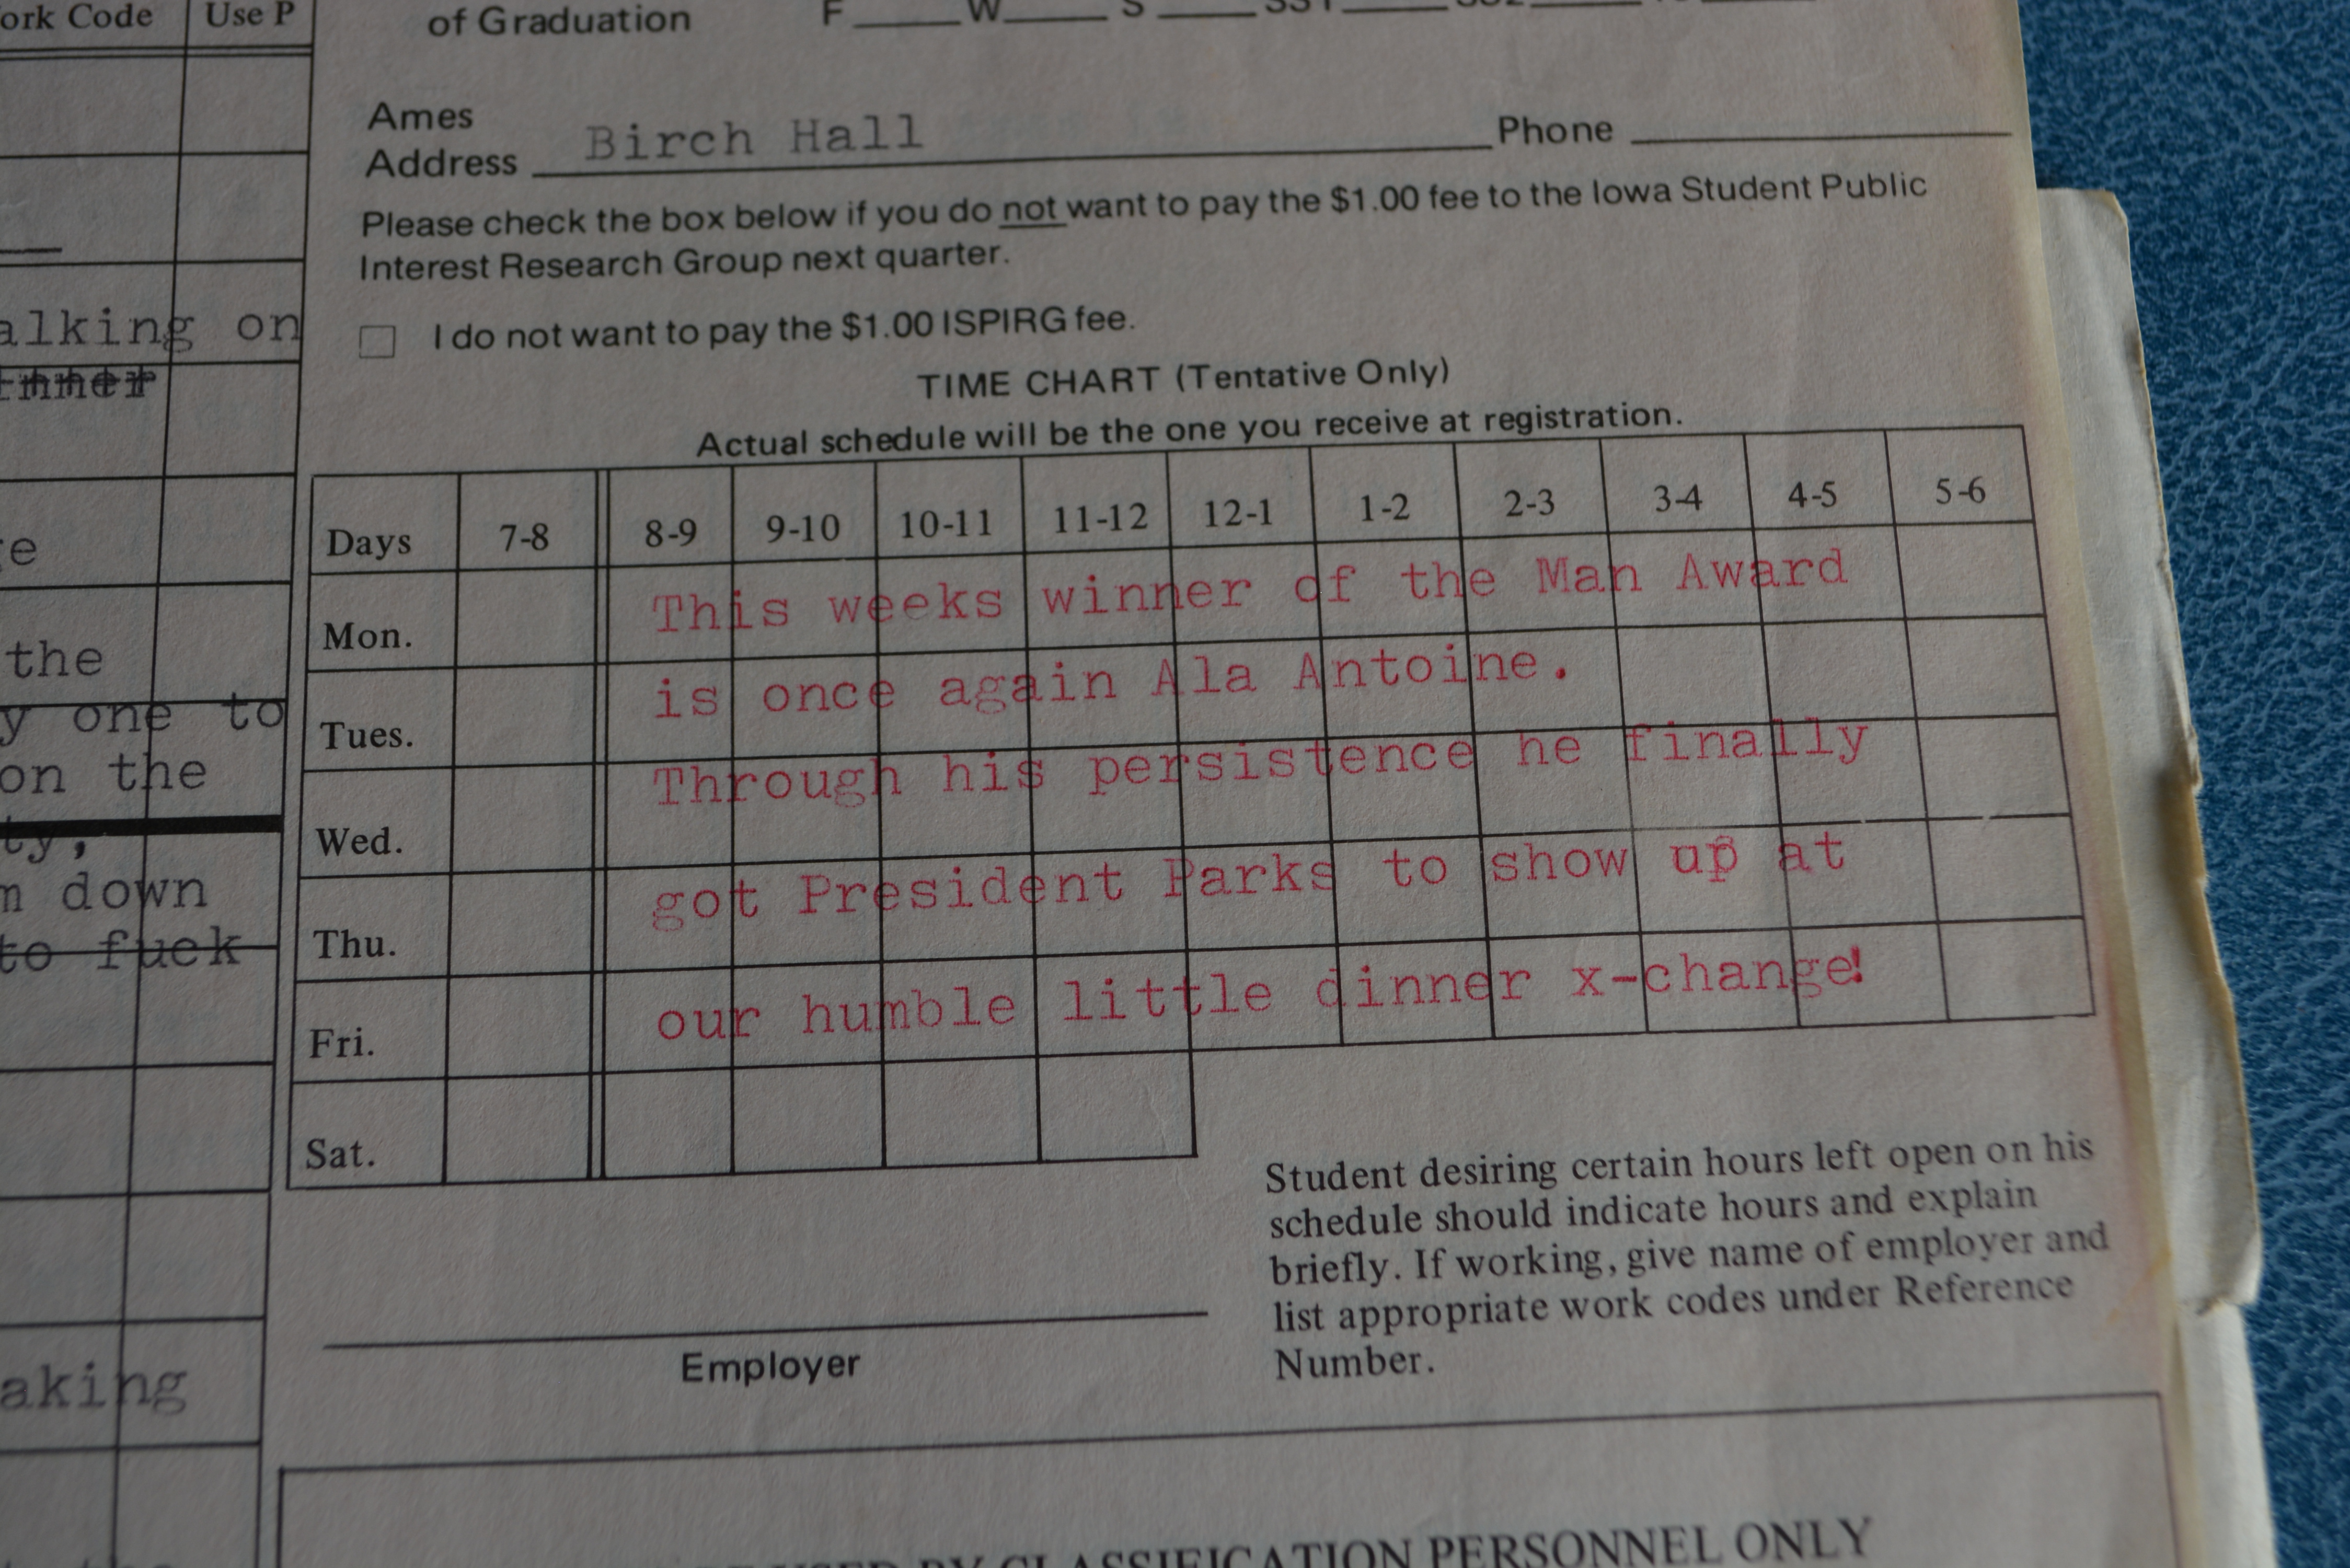 Work Code Use P
of Graduation F W S
Ames
Address Birch Hall Phone
Please check the box below if you do not want to pay the $1.00 fee to the Iowa Student Public
Interest Research Group next quarter.
I do not want to pay the $1.00 ISPIRG fee.
TIME CHART (Tentative Only)
Actual schedule will be the one you receive at registration.
Days 7-8 8-9 9-10 10-11 11-12 12-1 1-2 2-3 3-4 4-5 5-6
Mon. This weeks winner of the Man Award
Tues. is once again Ala Antoine.
Wed. Through his persistence he finally
Thu. got President Parks to show up at
Fri. our humble little dinner x-change!
Sat.
Employer
Student desiring certain hours left open on his
schedule should indicate hours and explain
briefly. If working, give name of employer and
list appropriate work codes under Reference
Number.
USED BY CLASSIFICATION PERSONNEL ONLY
alking on
the
y one to
on the
ty,
m down
to fuck
aking